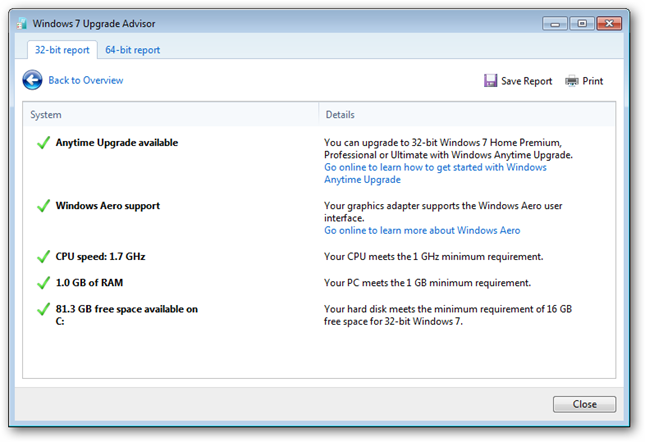 Windows 7 Upgrade Advisor
32-bit report 64-bit report
Back to Overview Save Report Print
System Details
Anytime Upgrade available
You can upgrade to 32-bit Windows 7 Home Premium,
Professional or Ultimate with Windows Anytime Upgrade.
Go online to learn how to get started with Windows
Anytime Upgrade
Windows Aero support
Your graphics adapter supports the Windows Aero user
interface.
Go online to learn more about Windows Aero
CPU speed: 1.7 GHz
Your CPU meets the 1 GHz minimum requirement.
1.0 GB of RAM
Your PC meets the 1 GB minimum requirement.
81.3 GB free space available on
C:
Your hard disk meets the minimum requirement of 16 GB
free space for 32-bit Windows 7.
Close